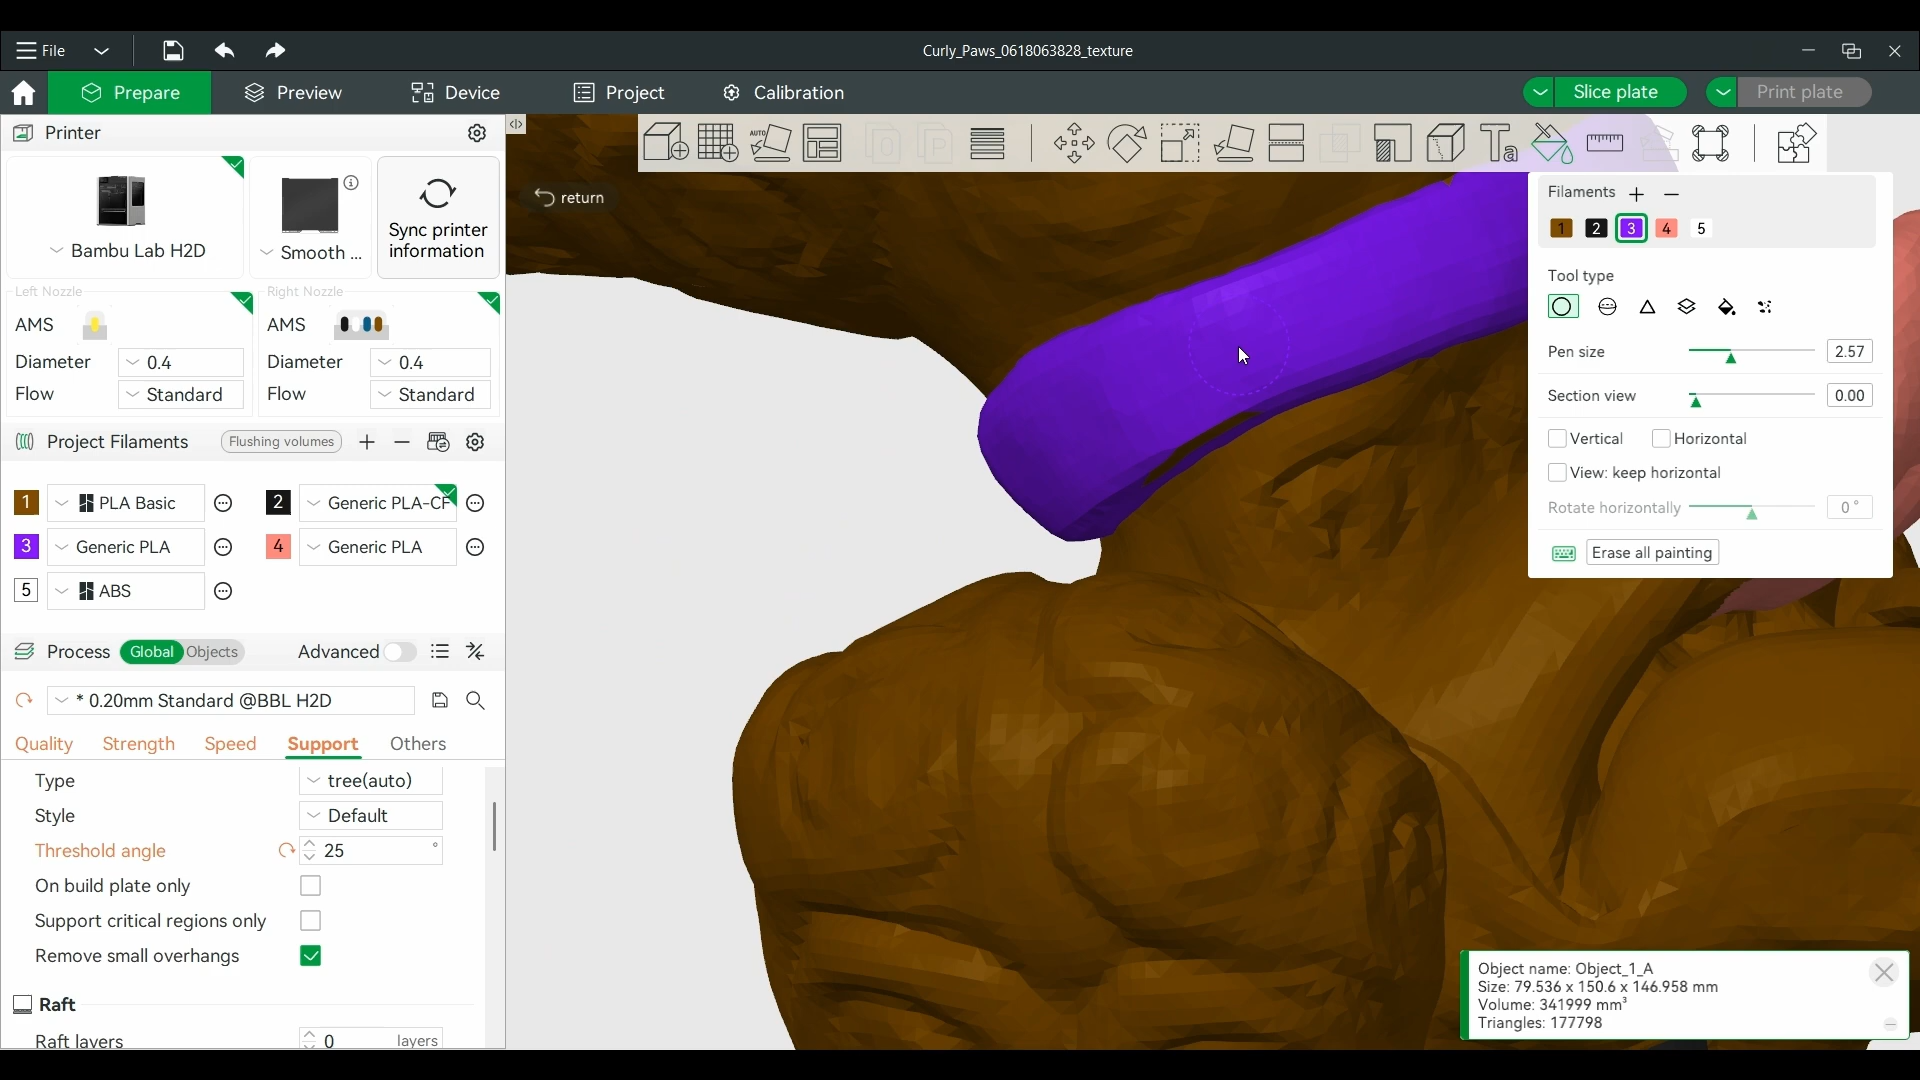 File
Curly_Paws_0618063828_texture
Prepare
Preview
Device
Project
Calibration
Slice plate
Print plate
Printer
Bambu Lab H2D
Smooth ...
Sync printer
information
Left Nozzle
AMS
Diameter
0.4
Flow
Standard
Right Nozzle
AMS
Diameter
0.4
Flow
Standard
Project Filaments
Flushing volumes
1 PLA Basic
2 Generic PLA-CF
3 Generic PLA
4 Generic PLA
5 ABS
Process
Global
Objects
Advanced
* 0.20mm Standard @BBL H2D
Quality
Strength
Speed
Support
Others
Type
tree(auto)
Style
Default
Threshold angle
25
°
On build plate only
Support critical regions only
Remove small overhangs
Raft
Raft layers
0
layers
AUTO
Ta
return
Filaments
1 2 3 4 5
Tool type
Pen size
2.57
Section view
0.00
Vertical
Horizontal
View: keep horizontal
Rotate horizontally
0 °
Erase all painting
Object name: Object_1_A
Size: 79.536 x 150.6 x 146.958 mm
Volume: 341999 mm³
Triangles: 177798